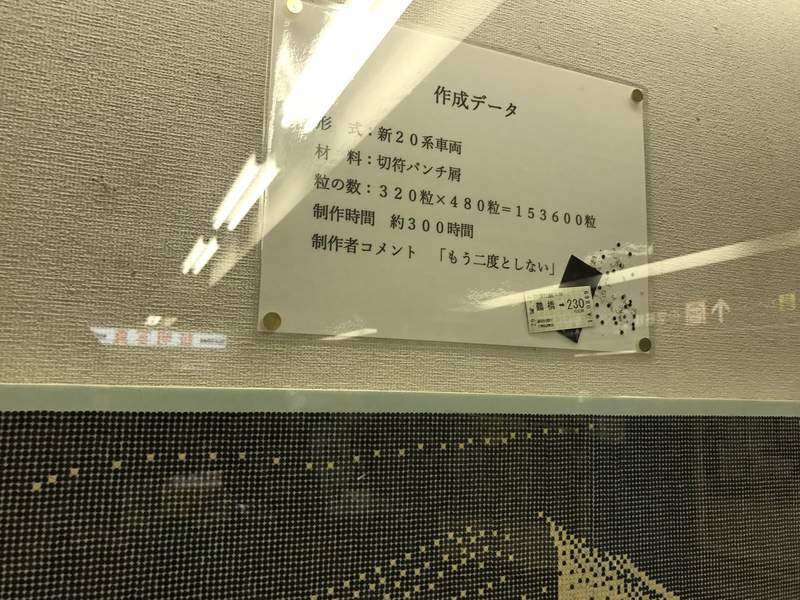 作成データ
形　式：新２０系車両
材　料：切符パンチ屑
粒の数：３２０粒×４８０粒＝１５３６００粒
制作時間　約３００時間
制作者コメント　「もう二度としない」
鶴橋→230